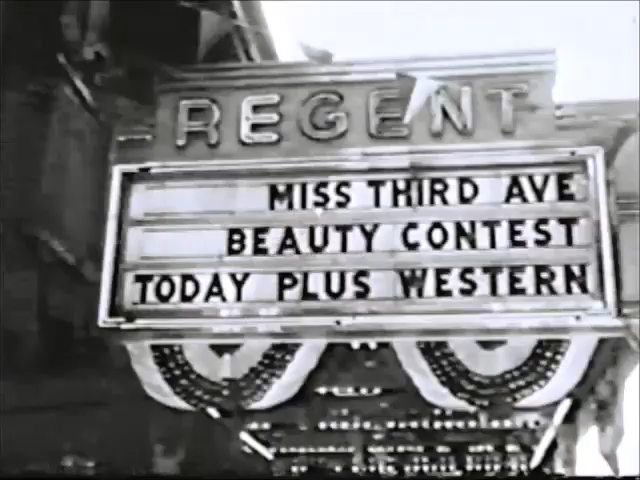 REGENT
MISS THIRD AVE
BEAUTY CONTEST
TODAY PLUS WESTERN